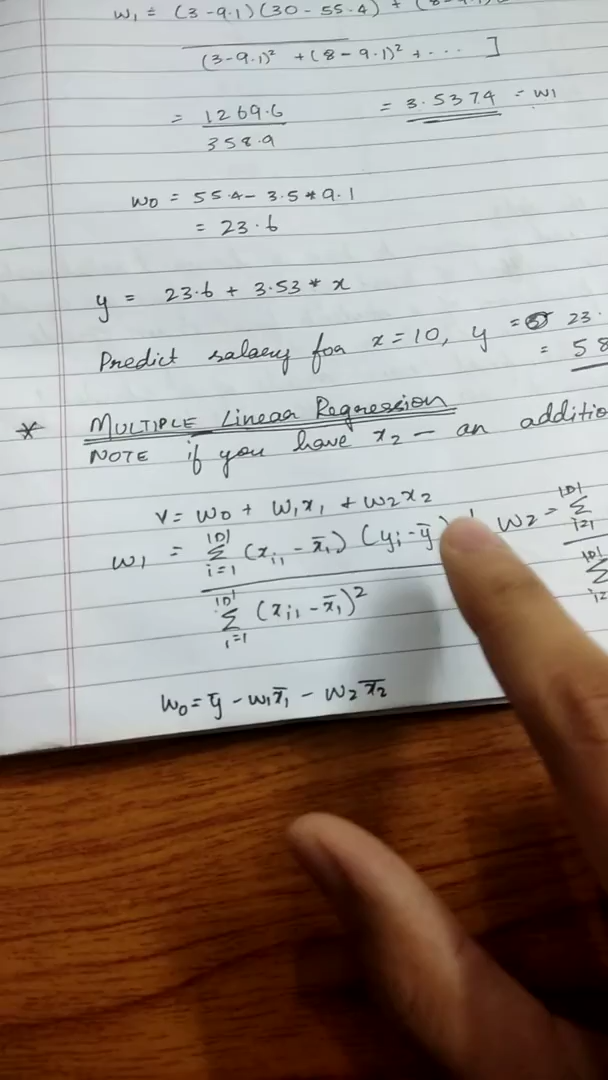 w1 = (3-9.1)(30-55.4) +
(3-9.1)² + (8-9.1)² + ... ]
= 1269.6 = 3.5374 = w1
358.9
w0 = 55.4 - 3.5 * 9.1
= 23.6
y = 23.6 + 3.53 * x
Predict salary for x = 10, y = 23.
= 58
* MULTIPLE Linear Regression
NOTE if you have x2 - an additio
Y = w0 + w1x1 + w2x2
w1 = |D| Σ i=1 (xi1 - x̄1) (yi - ȳ) w2 = |D| Σ i=1
|D| Σ i=1 (xi1 - x̄1)² |D| Σ
w0 = ȳ - w1x̄1 - w2x̄2